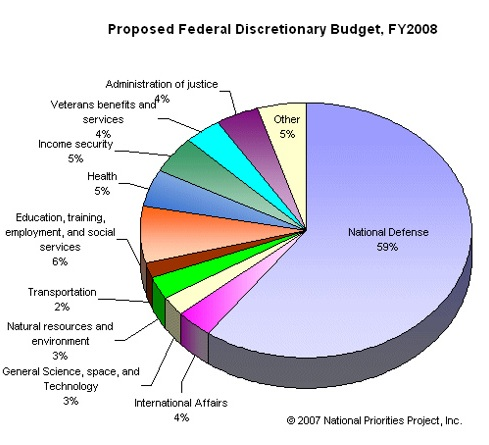 Proposed Federal Discretionary Budget, FY2008
Administration of justice
4%
Veterans benefits and
services
4%
Income security
5%
Health
5%
Education, training,
employment, and social
services
6%
Transportation
2%
Natural resources and
environment
3%
General Science, space, and
Technology
3%
International Affairs
4%
Other
5%
National Defense
59%
© 2007 National Priorities Project, Inc.